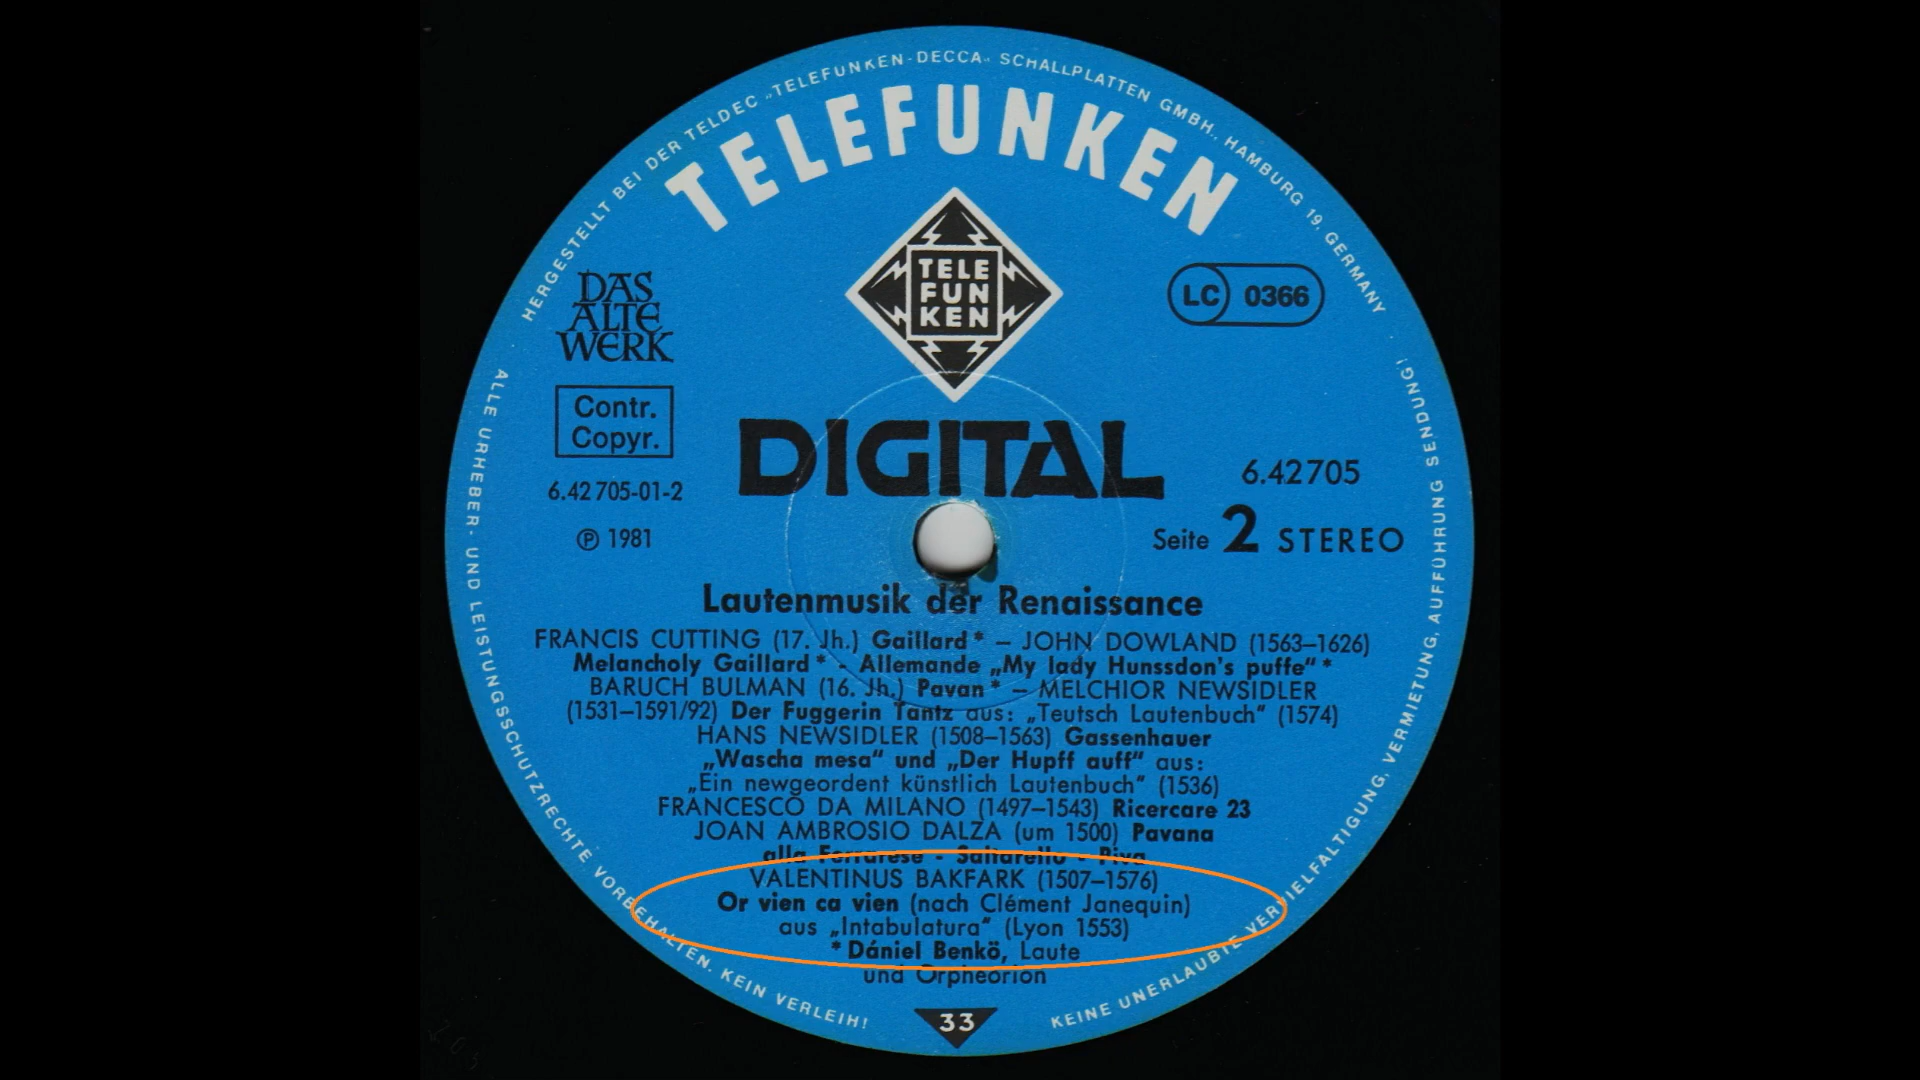 HERGESTELLT BEI DER TELDEC „TELEFUNKEN-DECCA" SCHALLPLATTEN GMBH., HAMBURG 19, GERMANY
TELEFUNKEN
TELE
FUN
KEN
DAS
ALTE
WERK
LC 0366
Contr.
Copyr.
DIGITAL
6.42705-01-2
6.42705
℗ 1981
Seite 2 STEREO
Lautenmusik der Renaissance
FRANCIS CUTTING (17. Jh.) Gaillard* – JOHN DOWLAND (1563–1626)
Melancholy Gaillard* - Allemande „My lady Hunssdon's puffe"*
BARUCH BULMAN (16. Jh.) Pavan* – MELCHIOR NEWSIDLER
(1531–1591/92) Der Fuggerin Tantz aus: „Teutsch Lautenbuch" (1574)
HANS NEWSIDLER (1508–1563) Gassenhauer
„Wascha mesa" und „Der Hupff auff" aus:
„Ein newgeordent künstlich Lautenbuch" (1536)
FRANCESCO DA MILANO (1497–1543) Ricercare 23
JOAN AMBROSIO DALZA (um 1500) Pavana
alla Ferrarese - Saltarello - Piva
VALENTINUS BAKFARK (1507–1576)
Or vien ca vien (nach Clément Janequin)
aus „Intabulatura" (Lyon 1553)
*Dániel Benkö, Laute
und Orpheorion
33
ALLE URHEBER- UND LEISTUNGSSCHUTZRECHTE VORBEHALTEN. KEIN VERLEIH!
KEINE UNERLAUBTE VERVIELFALTIGUNG, VERMIETUNG, AUFFUHRUNG SENDUNG!